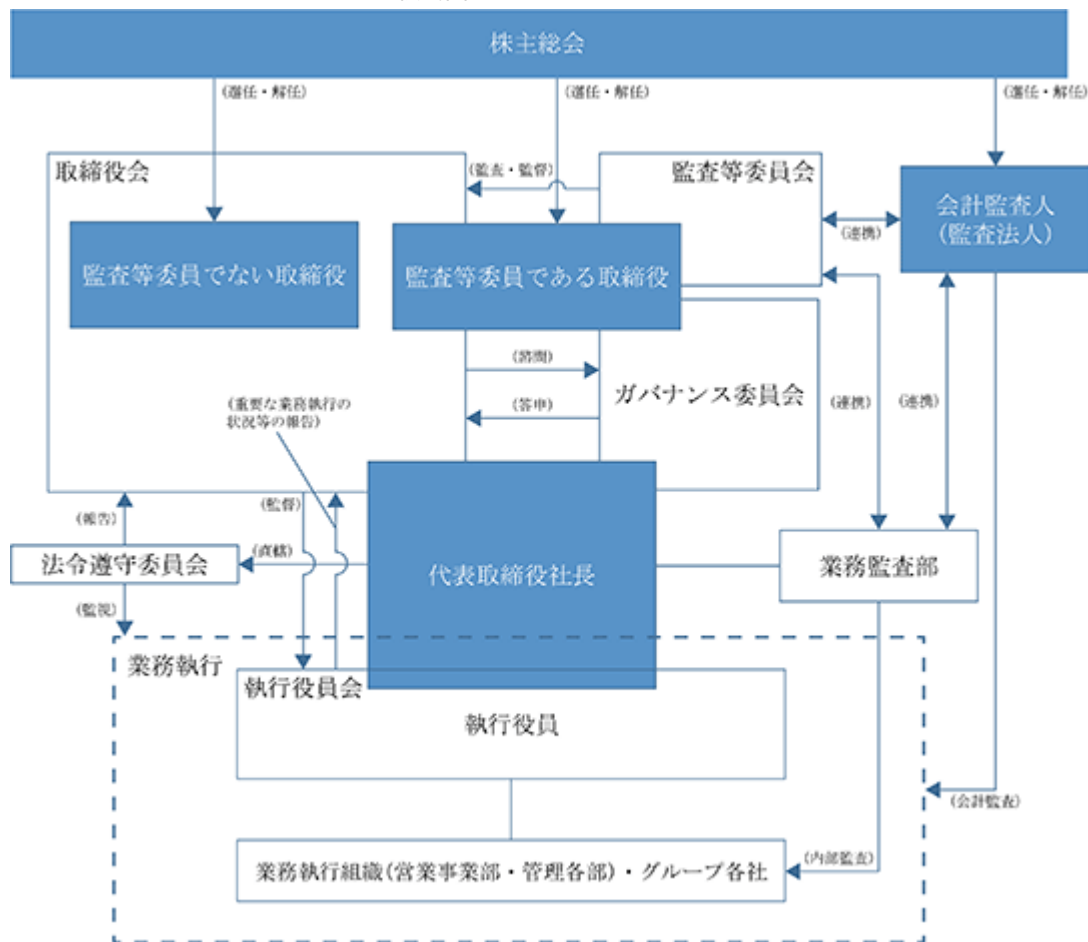 株主総会
(選任・解任)
(選任・解任)
(選任・解任)
取締役会
(監査・監督)
監査等委員会
会計監査人
(監査法人)
(連携)
監査等委員でない取締役
監査等委員である取締役
(諮問)
ガバナンス委員会
(答申)
(重要な業務執行の
状況等の報告)
(連携)
(連携)
(報告)
(監督)
法令遵守委員会
(直轄)
代表取締役社長
業務監査部
(監視)
業務執行
執行役員会
執行役員
(会計監査)
業務執行組織(営業事業部・管理各部)・グループ各社
(内部監査)